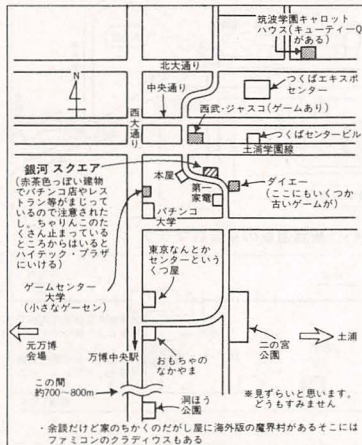 筑波学園キャロット
ハウス(キューティーQ
がある)
北大通り
N
中央通り
つくばエキスポ
センター
西大通り
西武・ジャスコ(ゲームあり)
つくばセンタービル
土浦学園線
銀河 スクエア
(赤茶色っぽい建物
でパチンコ店やレス
トラン等がまじって
いるので注意された
し。ちゃりんこのた
くさん止まっている
ところからはいると
ハイテック・プラザ
にいける)
本屋
第一
家電
ダイエー
(ここにもいくつか
古いゲームが)
パチンコ
大学
ゲームセンター
大学
(小さなゲーセン)
東京なんとか
センターという
くつ屋
元万博
会場
万博中央駅
おもちゃの
なかやま
二の宮
公園
土浦
この間
約700〜800m
洞ほう
公園
※見ずらいと思います。
どうもすみません
・余談だけど家のちかくのだがし屋に海外版の魔界村があるそこには
ファミコンのクラディウスもある